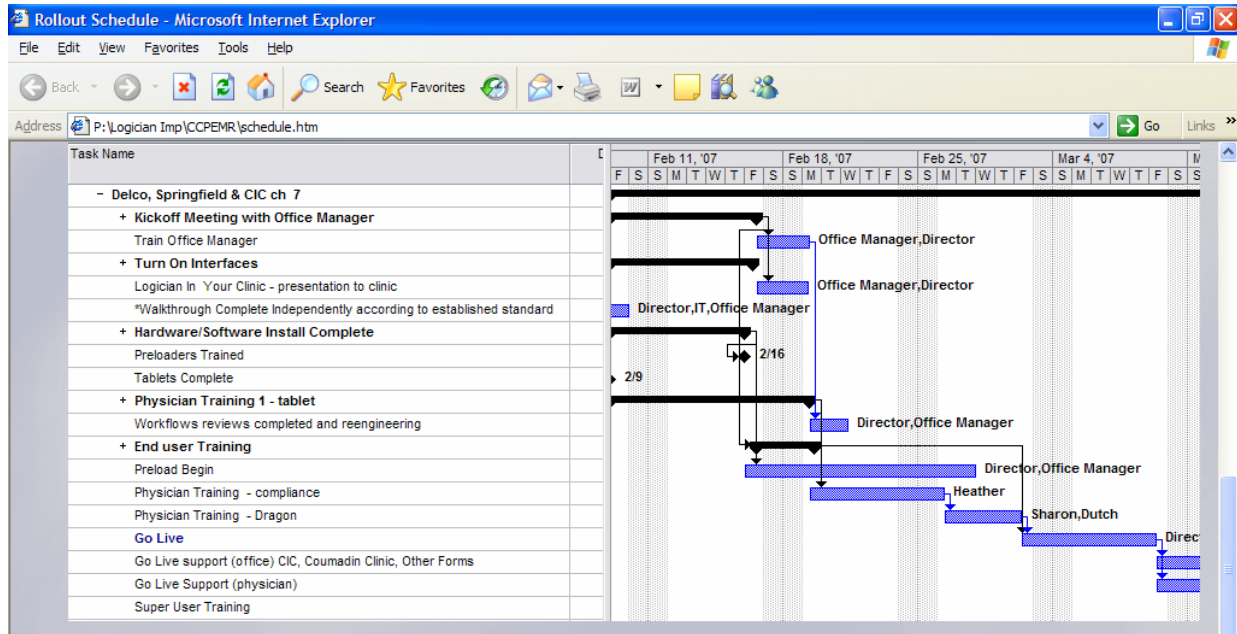 Rollout Schedule - Microsoft Internet Explorer
File Edit View Favorites Tools Help
Back Search Favorites
Address P:\Logician Imp\CCPEMR\schedule.htm Go Links »
Task Name D Feb 11, '07 Feb 18, '07 Feb 25, '07 Mar 4, '07 M
F S S M T W T F S S M T W T F S S M T W T F S S M T W T F S S
- Delco, Springfield & CIC ch 7
+ Kickoff Meeting with Office Manager
Train Office Manager Office Manager,Director
+ Turn On Interfaces
Logician In Your Clinic - presentation to clinic Office Manager,Director
*Walkthrough Complete Independently according to established standard Director,IT,Office Manager
+ Hardware/Software Install Complete
Preloaders Trained 2/16
Tablets Complete 2/9
+ Physician Training 1 - tablet
Workflows reviews completed and reengineering Director,Office Manager
+ End user Training
Preload Begin Director,Office Manager
Physician Training - compliance Heather
Physician Training - Dragon Sharon,Dutch
Go Live Direc
Go Live support (office) CIC, Coumadin Clinic, Other Forms
Go Live Support (physician)
Super User Training